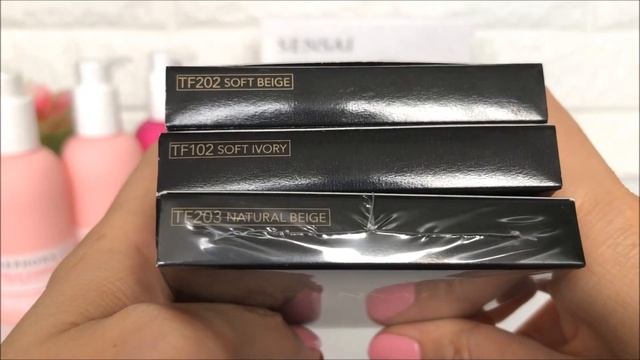 SENSAI
TF202 SOFT BEIGE
TF102 SOFT IVORY
TF203 NATURAL BEIGE